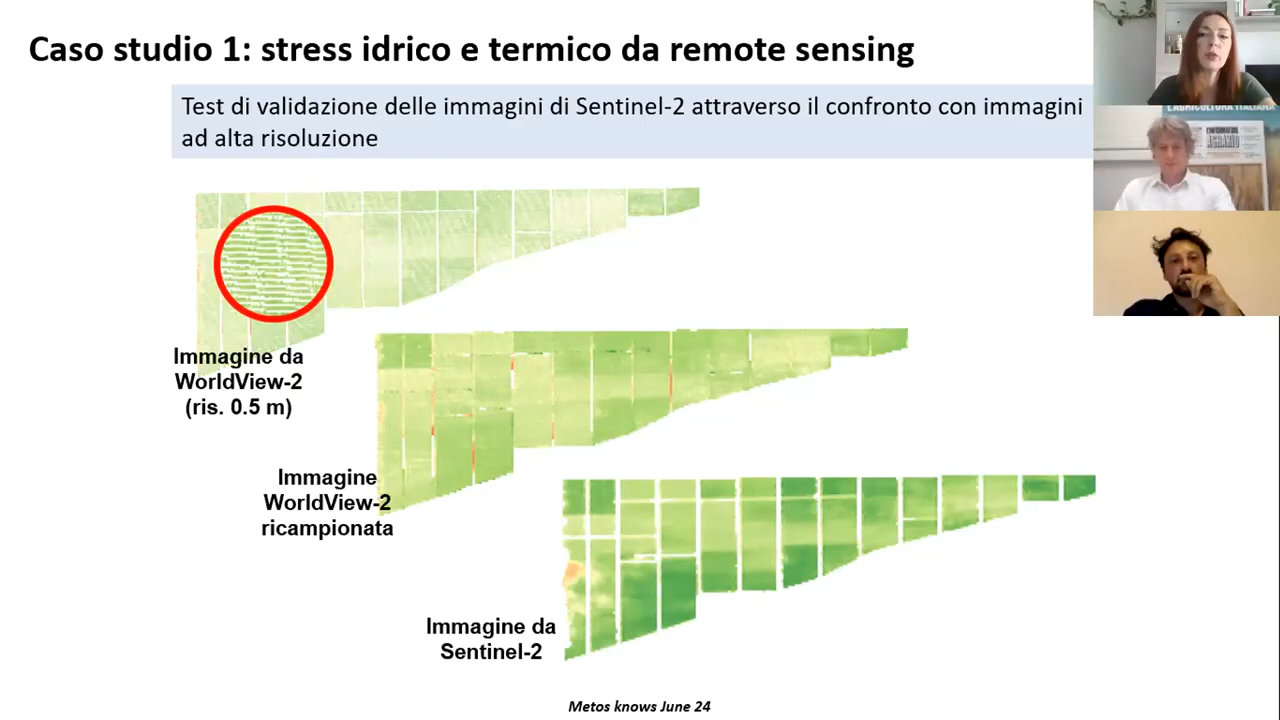 Caso studio 1: stress idrico e termico da remote sensing
Test di validazione delle immagini di Sentinel-2 attraverso il confronto con immagini
ad alta risoluzione
Immagine da
WorldView-2
(ris. 0.5 m)
Immagine
WorldView-2
ricampionata
Immagine da
Sentinel-2
Metos knows June 24
L'AGRICOLTURA ITALIANA
AGRARIO